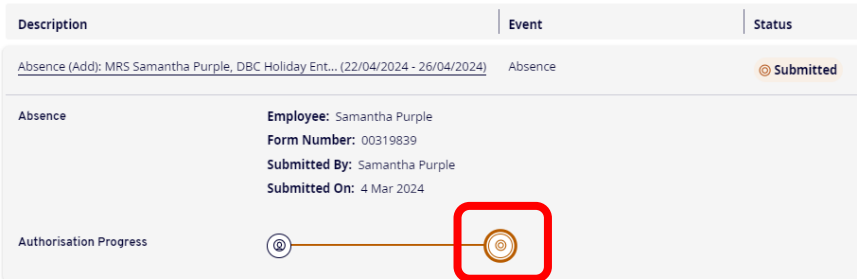 Description Event Status
Absence (Add): MRS Samantha Purple, DBC Holiday Ent... (22/04/2024 - 26/04/2024) Absence Submitted
Absence Employee: Samantha Purple
Form Number: 00319839
Submitted By: Samantha Purple
Submitted On: 4 Mar 2024
Authorisation Progress